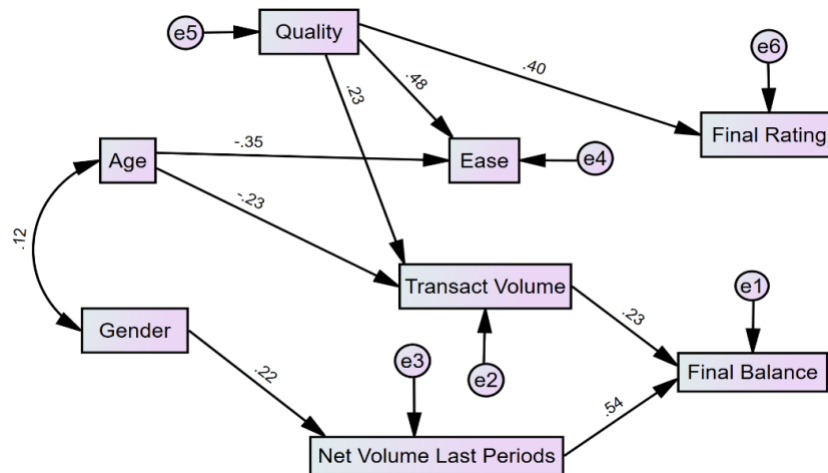 e5
Quality
e6
.40
.48
.23
Final Rating
Age
-.35
Ease
e4
-.23
.12
Transact Volume
e1
Gender
.23
e3
e2
.22
Final Balance
.54
Net Volume Last Periods